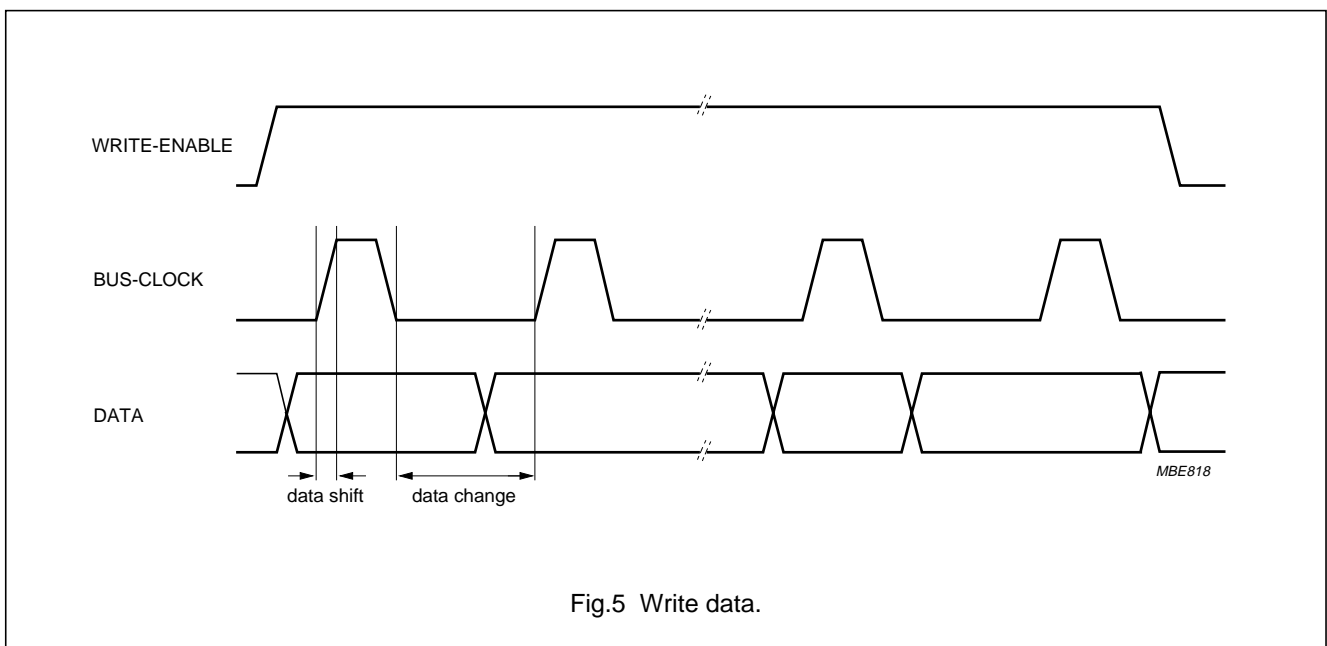 WRITE-ENABLE
BUS-CLOCK
DATA
MBE818
data shift
data change
Fig.5 Write data.